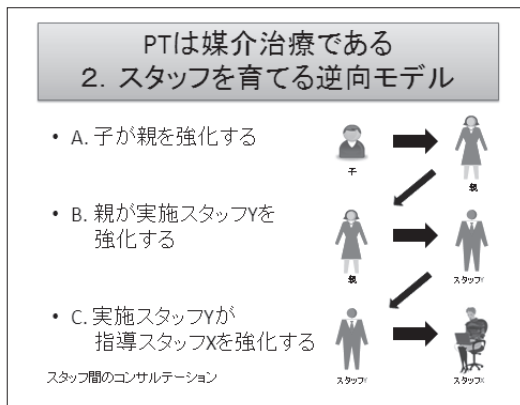 PTは媒介治療である
2. スタッフを育てる逆向モデル
• A. 子が親を強化する
子
親
• B. 親が実施スタッフYを
強化する
親
スタッフY
• C. 実施スタッフYが
指導スタッフXを強化する
スタッフY
スタッフX
スタッフ間のコンサルテーション